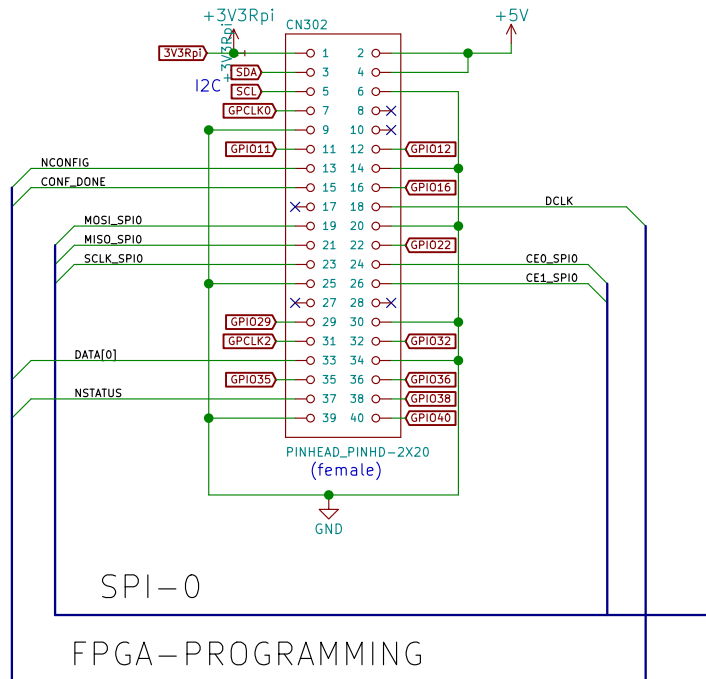 +3V3Rpi +5V
CN302
+3V3Rpi
3V3Rpi 1 2
SDA 3 4
I2C
SCL 5 6
GPCLK0 7 8
9 10
GPIO11 11 12 GPIO12
NCONFIG 13 14
CONF_DONE 15 16 GPIO16
17 18 DCLK
MOSI_SPI0 19 20
MISO_SPI0 21 22 GPIO22
SCLK_SPI0 23 24 CE0_SPI0
25 26 CE1_SPI0
27 28
GPIO29 29 30
GPCLK2 31 32 GPIO32
DATA[0] 33 34
GPIO35 35 36 GPIO36
NSTATUS 37 38 GPIO38
39 40 GPIO40
PINHEAD_PINHD-2X20
(female)
GND
SPI-0
FPGA-PROGRAMMING